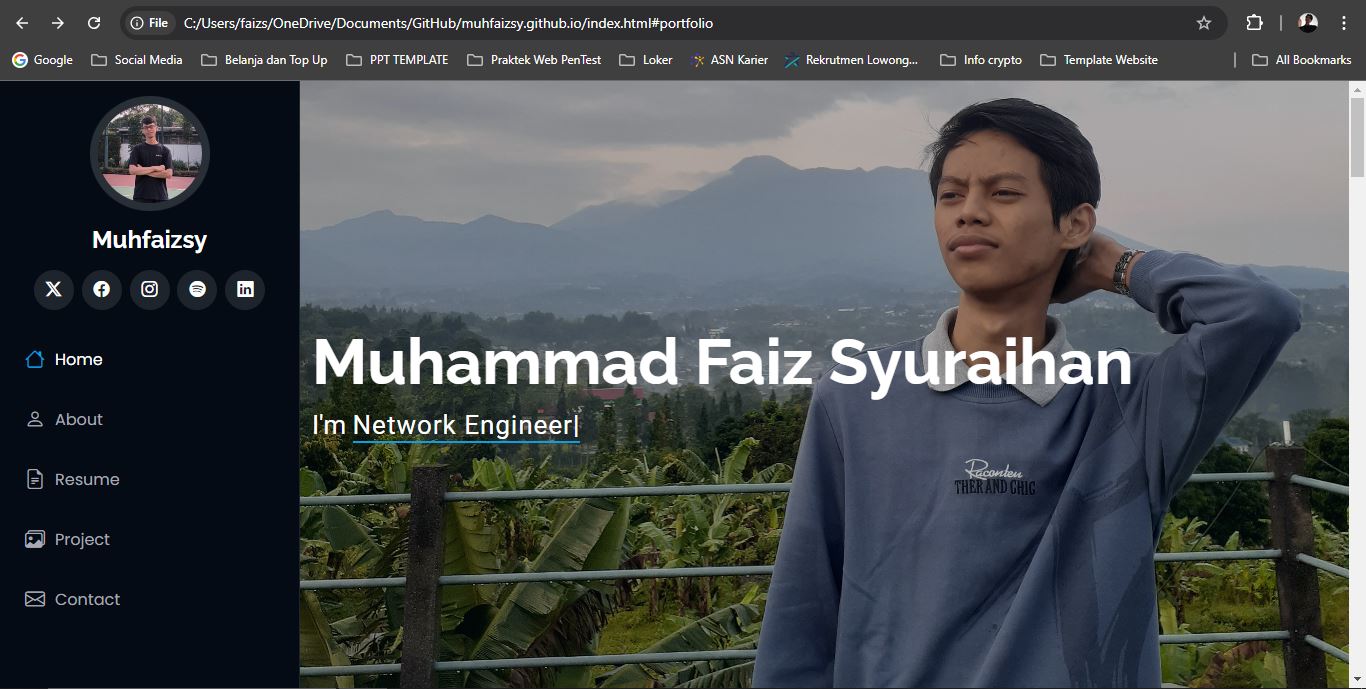 File C:/Users/faizs/OneDrive/Documents/GitHub/muhfaizsy.github.io/index.html#portfolio
Google Social Media Belanja dan Top Up PPT TEMPLATE Praktek Web PenTest Loker ASN Karier Rekrutmen Lowong... Info crypto Template Website All Bookmarks
Muhfaizsy
Home
About
Resume
Project
Contact
Muhammad Faiz Syuraihan
I'm Network Engineer|
THER AND CHIC